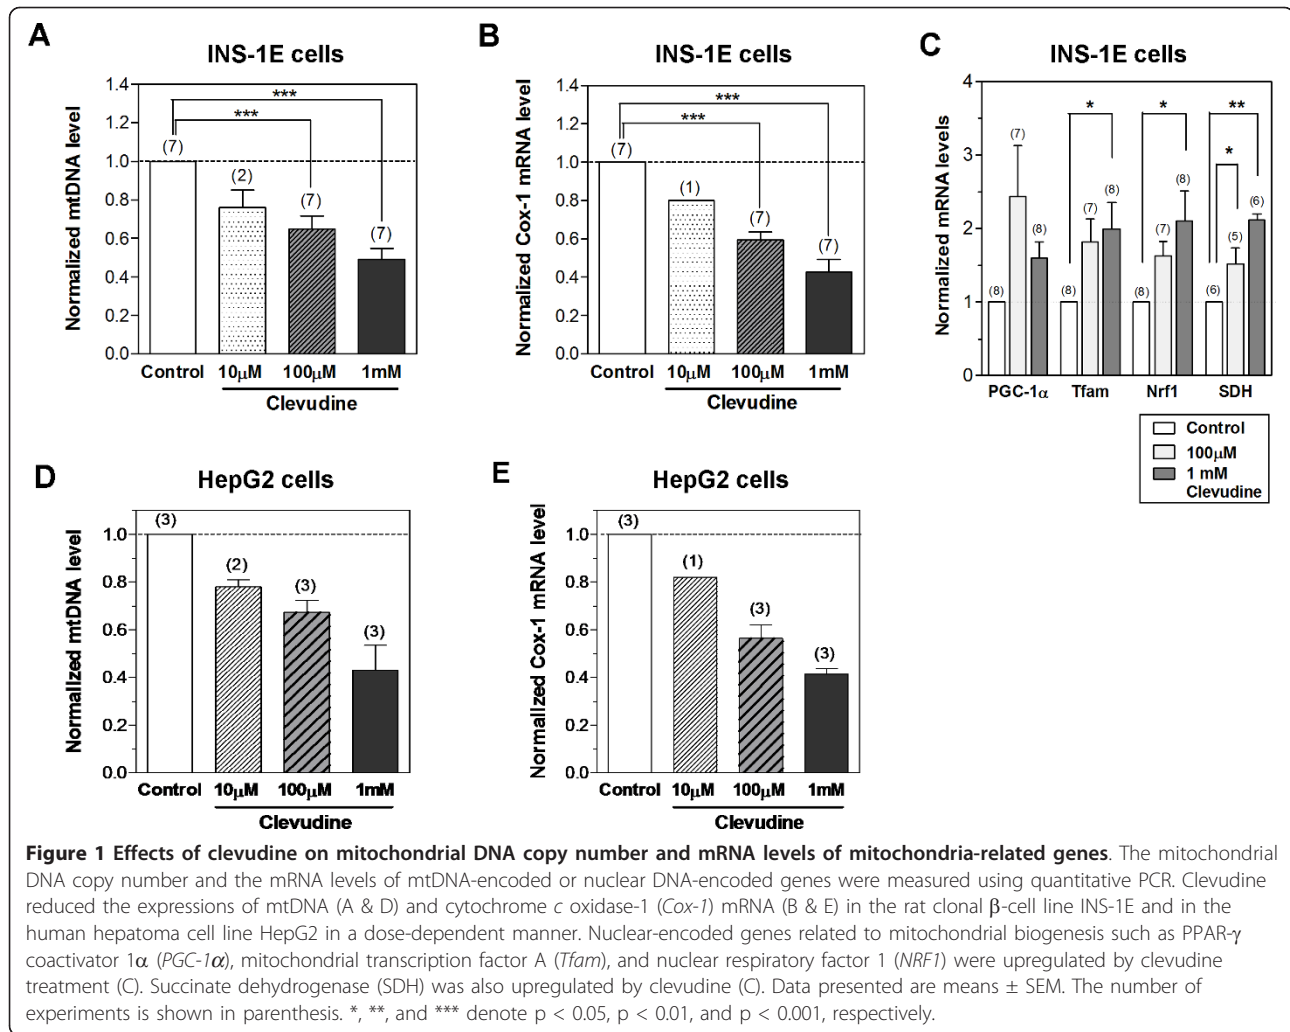 A
INS-1E cells
Normalized mtDNA level
1.4
1.2
1.0
0.8
0.6
0.4
0.2
0.0
***
***
(7)
(2)
(7)
(7)
Control 10μM 100μM 1mM
Clevudine
B
INS-1E cells
Normalized Cox-1 mRNA level
1.4
1.2
1.0
0.8
0.6
0.4
0.2
0.0
***
***
(7)
(1)
(7)
(7)
Control 10μM 100μM 1mM
Clevudine
C
INS-1E cells
Normalized mRNA levels
4
3
2
1
0
* * **
*
(8) (7) (8)
(8) (7) (8)
(8) (7) (8)
(6) (5) (6)
PGC-1α Tfam Nrf1 SDH
Control
100μM
1 mM
Clevudine
D
HepG2 cells
Normalized mtDNA level
1.0
0.8
0.6
0.4
0.2
0.0
(3)
(2)
(3)
(3)
Control 10μM 100μM 1mM
Clevudine
E
HepG2 cells
Normalized Cox-1 mRNA level
1.0
0.8
0.6
0.4
0.2
0.0
(3)
(1)
(3)
(3)
Control 10μM 100μM 1mM
Clevudine
Figure 1 Effects of clevudine on mitochondrial DNA copy number and mRNA levels of mitochondria-related genes. The mitochondrial
DNA copy number and the mRNA levels of mtDNA-encoded or nuclear DNA-encoded genes were measured using quantitative PCR. Clevudine
reduced the expressions of mtDNA (A & D) and cytochrome c oxidase-1 (Cox-1) mRNA (B & E) in the rat clonal β-cell line INS-1E and in the
human hepatoma cell line HepG2 in a dose-dependent manner. Nuclear-encoded genes related to mitochondrial biogenesis such as PPAR-γ
coactivator 1α (PGC-1α), mitochondrial transcription factor A (Tfam), and nuclear respiratory factor 1 (NRF1) were upregulated by clevudine
treatment (C). Succinate dehydrogenase (SDH) was also upregulated by clevudine (C). Data presented are means ± SEM. The number of
experiments is shown in parenthesis. *, **, and *** denote p < 0.05, p < 0.01, and p < 0.001, respectively.